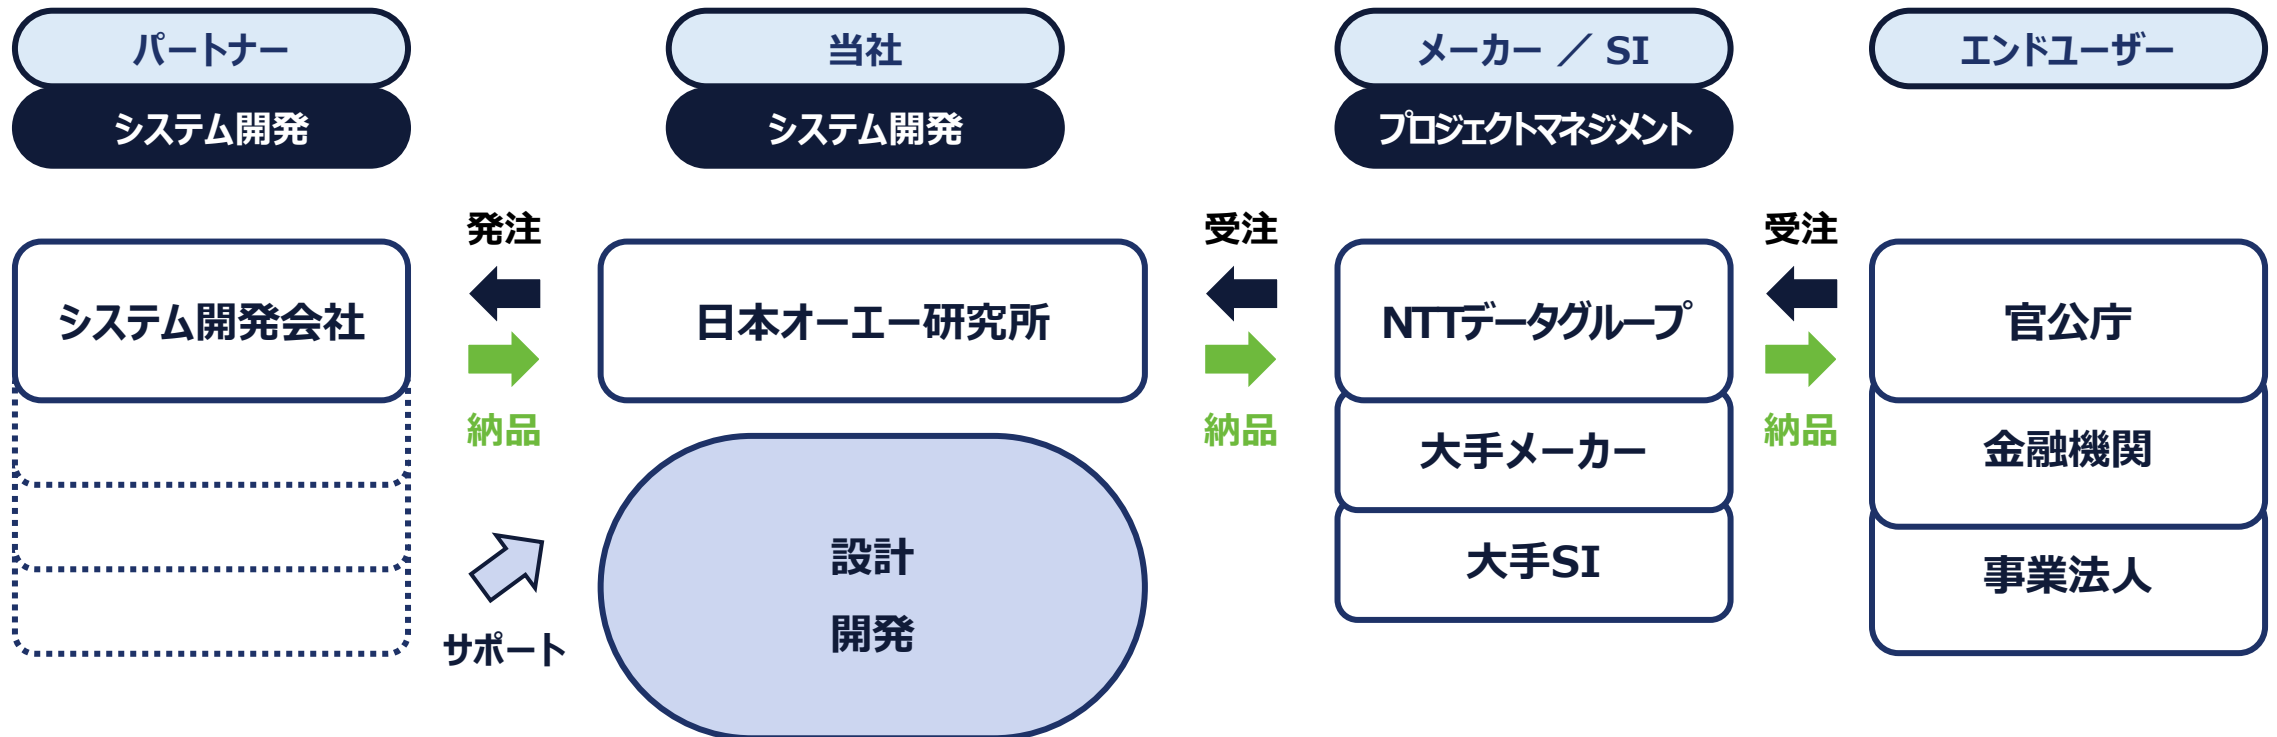 パートナー
当社
メーカー ／ SI
エンドユーザー
システム開発
システム開発
プロジェクトマネジメント
発注
受注
受注
システム開発会社
日本オーエー研究所
NTTデータグループ
官公庁
納品
納品
納品
大手メーカー
金融機関
設計
大手SI
事業法人
開発
サポート